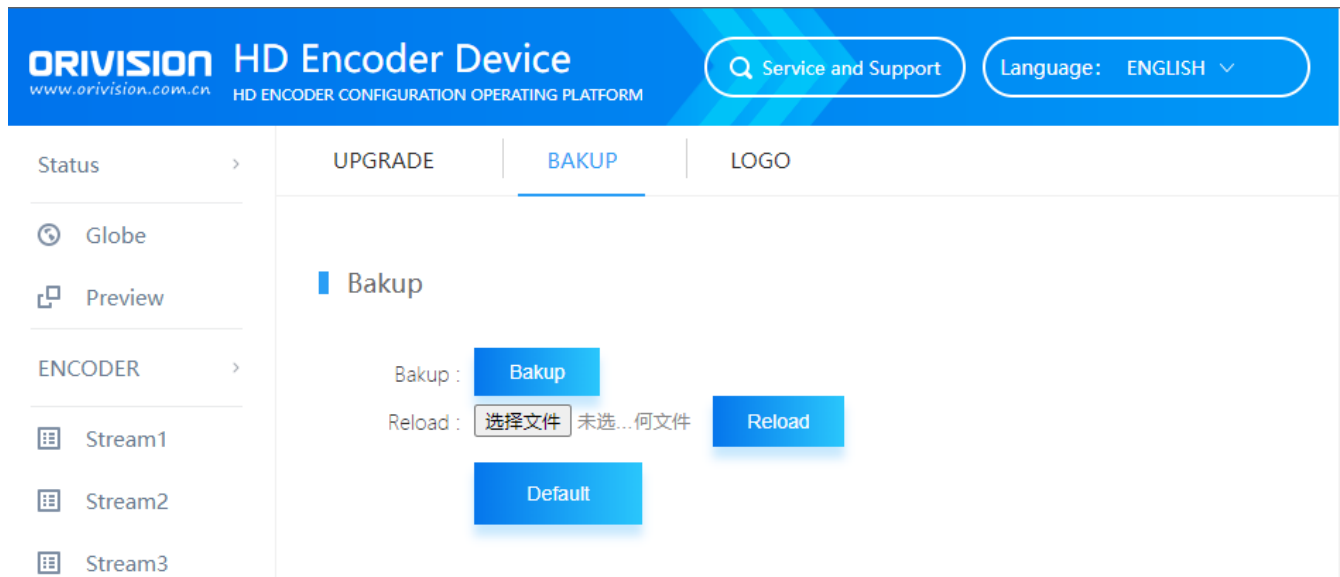 ORIVISION
www.orivision.com.cn
HD Encoder Device
HD ENCODER CONFIGURATION OPERATING PLATFORM
Service and Support
Language: ENGLISH
Status
UPGRADE BAKUP LOGO
Globe
Preview
Bakup
ENCODER
Bakup : Bakup
Reload : 选择文件 未选...何文件 Reload
Stream1
Default
Stream2
Stream3